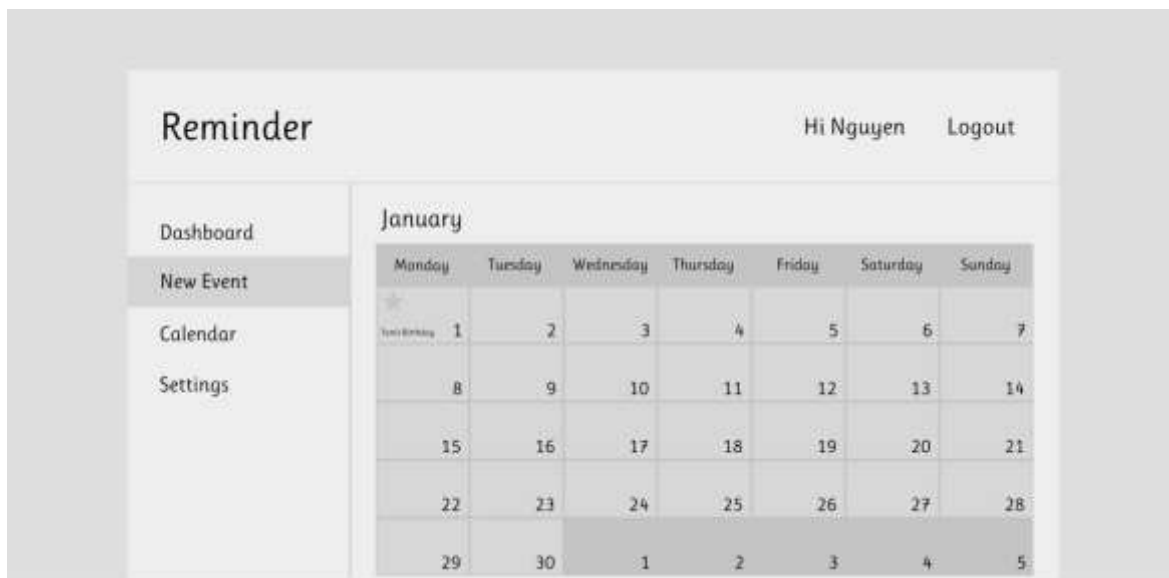 Reminder
Hi Nguyen
Logout
Dashboard
New Event
Calendar
Settings
January
Monday Tuesday Wednesday Thursday Friday Saturday Sunday
Birthday 1 2 3 4 5 6 7
8 9 10 11 12 13 14
15 16 17 18 19 20 21
22 23 24 25 26 27 28
29 30 1 2 3 4 5